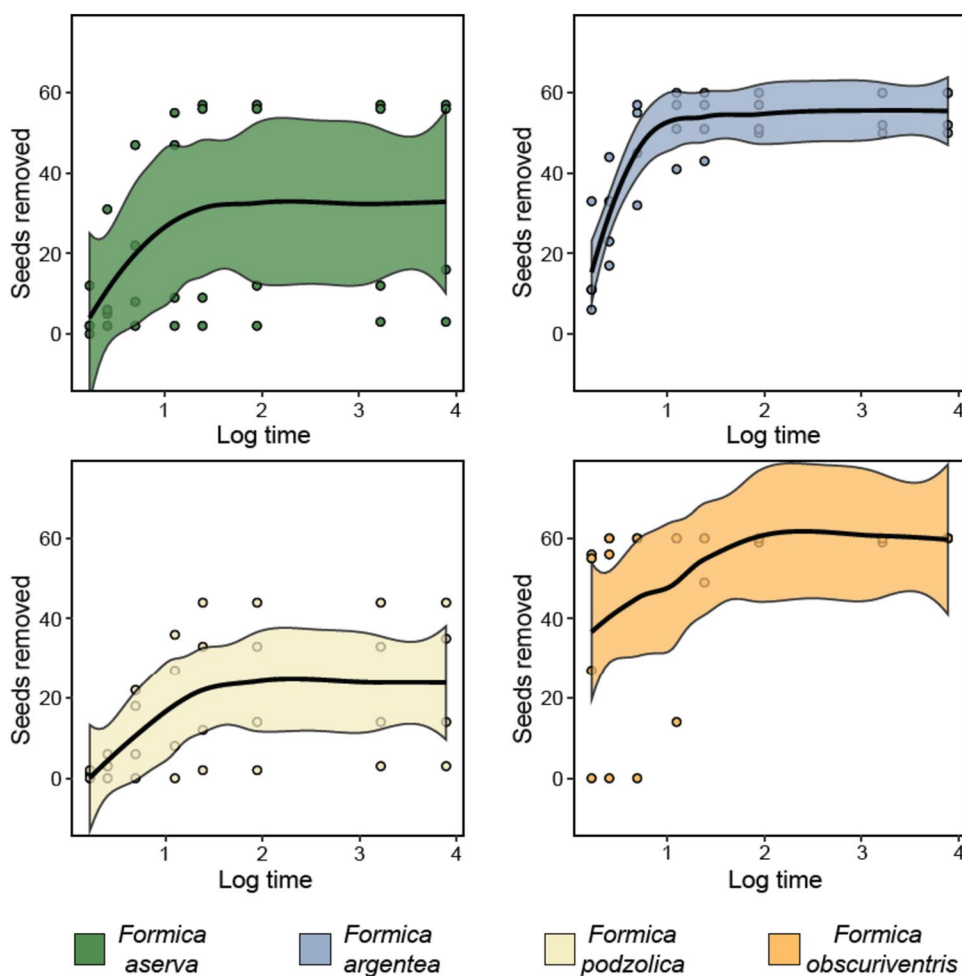 Seeds removed
60
40
20
0
1 2 3 4
Log time
Seeds removed
60
40
20
0
1 2 3 4
Log time
Seeds removed
60
40
20
0
1 2 3 4
Log time
Seeds removed
60
40
20
0
1 2 3 4
Log time
Formica
aserva
Formica
argentea
Formica
podzolica
Formica
obscuriventris